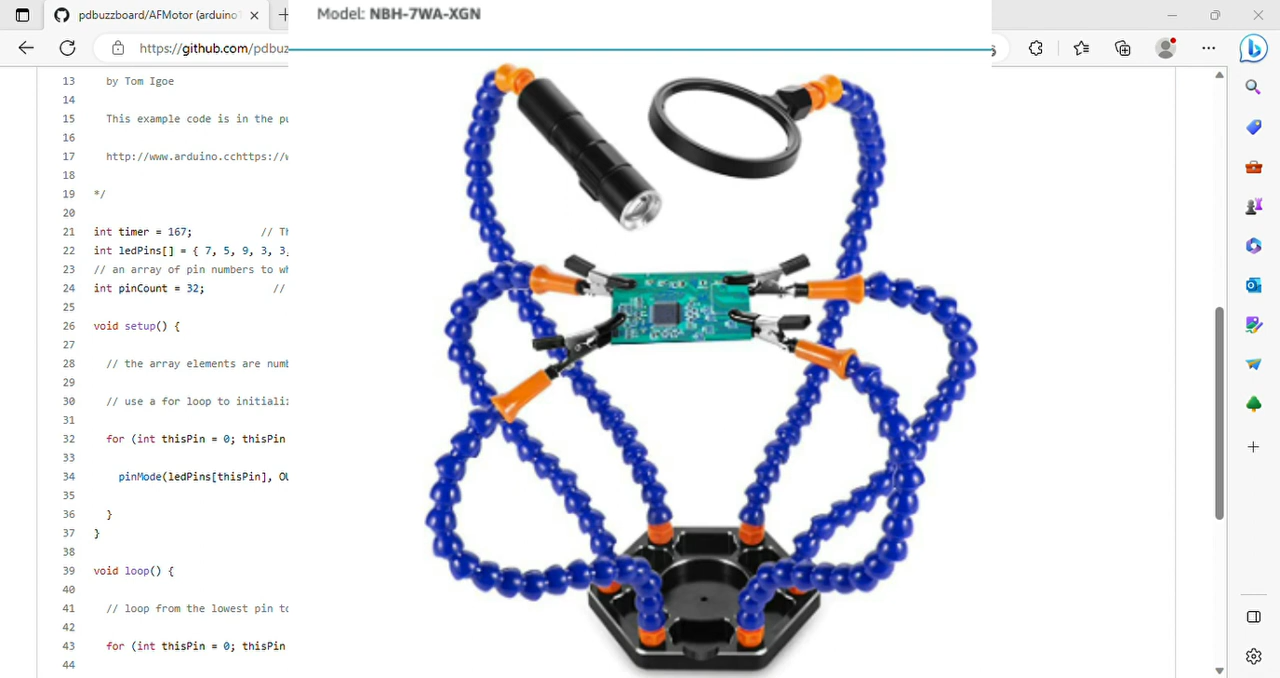 pdbuzzboard/AFMotor (arduino
Model: NBH-7WA-XGN
https://github.com/pdbuz
13 by Tom Igoe
14
15 This example code is in the pu
16
17 http://www.arduino.cchttps://w
18
19 */
20
21 int timer = 167; // Th
22 int ledPins[] = { 7, 5, 9, 3, 3,
23 // an array of pin numbers to wh
24 int pinCount = 32; //
25
26 void setup() {
27
28 // the array elements are numb
29
30 // use a for loop to initiali
31
32 for (int thisPin = 0; thisPin
33
34 pinMode(ledPins[thisPin], OU
35
36 }
37 }
38
39 void loop() {
40
41 // loop from the lowest pin to
42
43 for (int thisPin = 0; thisPin
44